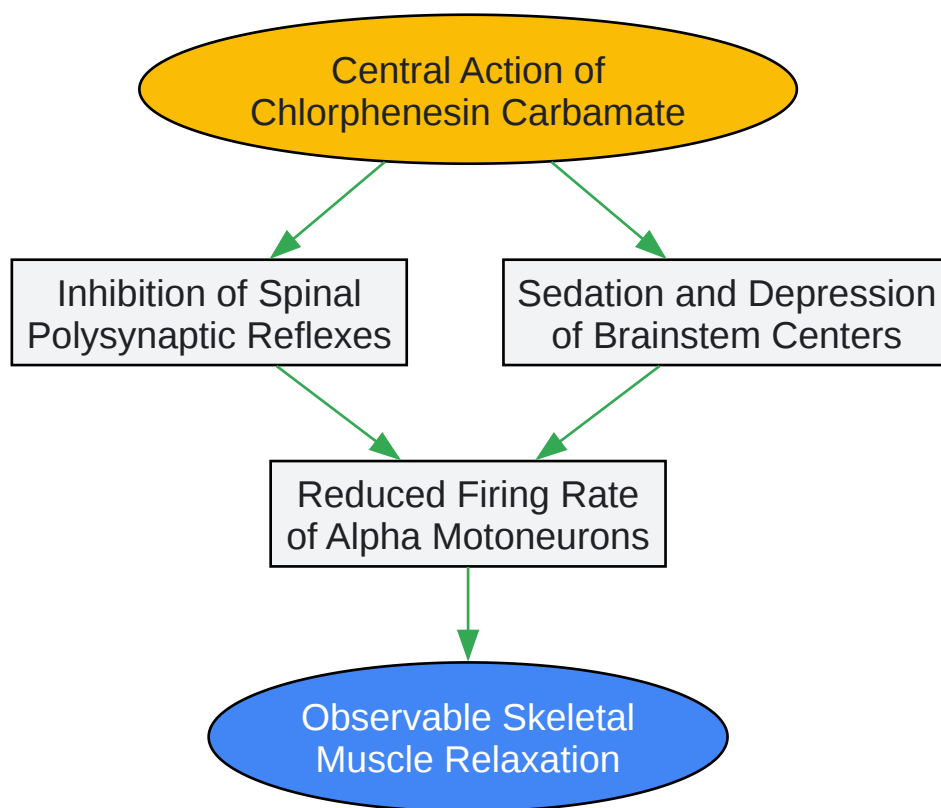 Central Action of
Chlorphenesin Carbamate
Inhibition of Spinal
Polysynaptic Reflexes
Sedation and Depression
of Brainstem Centers
Reduced Firing Rate
of Alpha Motoneurons
Observable Skeletal
Muscle Relaxation